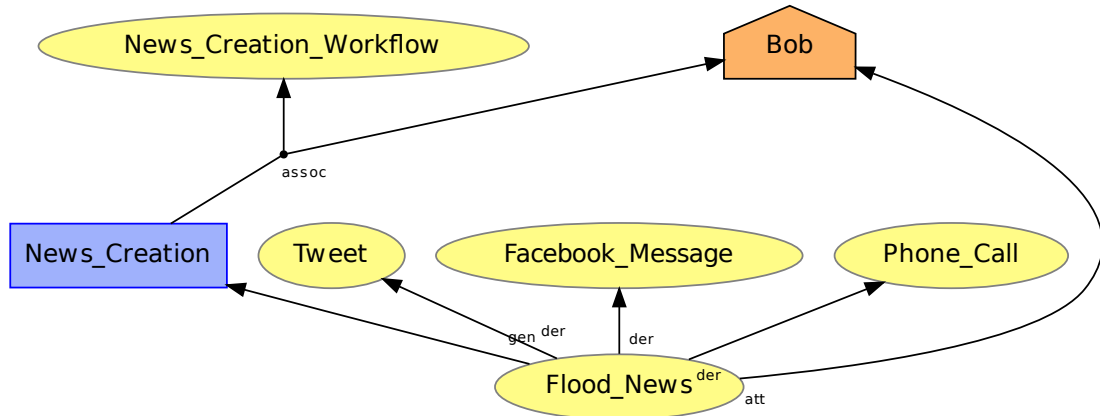 News_Creation_Workflow
Bob
assoc
News_Creation
Tweet
Facebook_Message
Phone_Call
gen
der
der
der
Flood_News
att